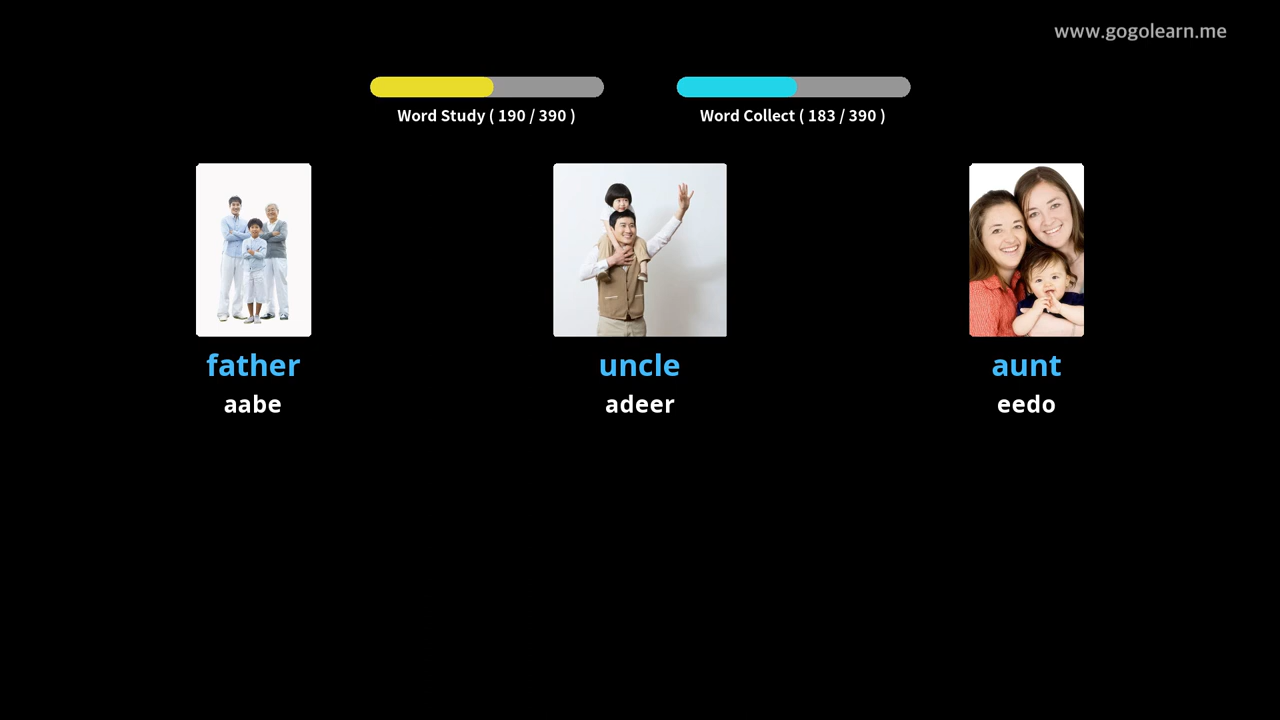 www.gogolearn.me
Word Study ( 190 / 390 )
Word Collect ( 183 / 390 )
father
uncle
aunt
aabe
adeer
eedo